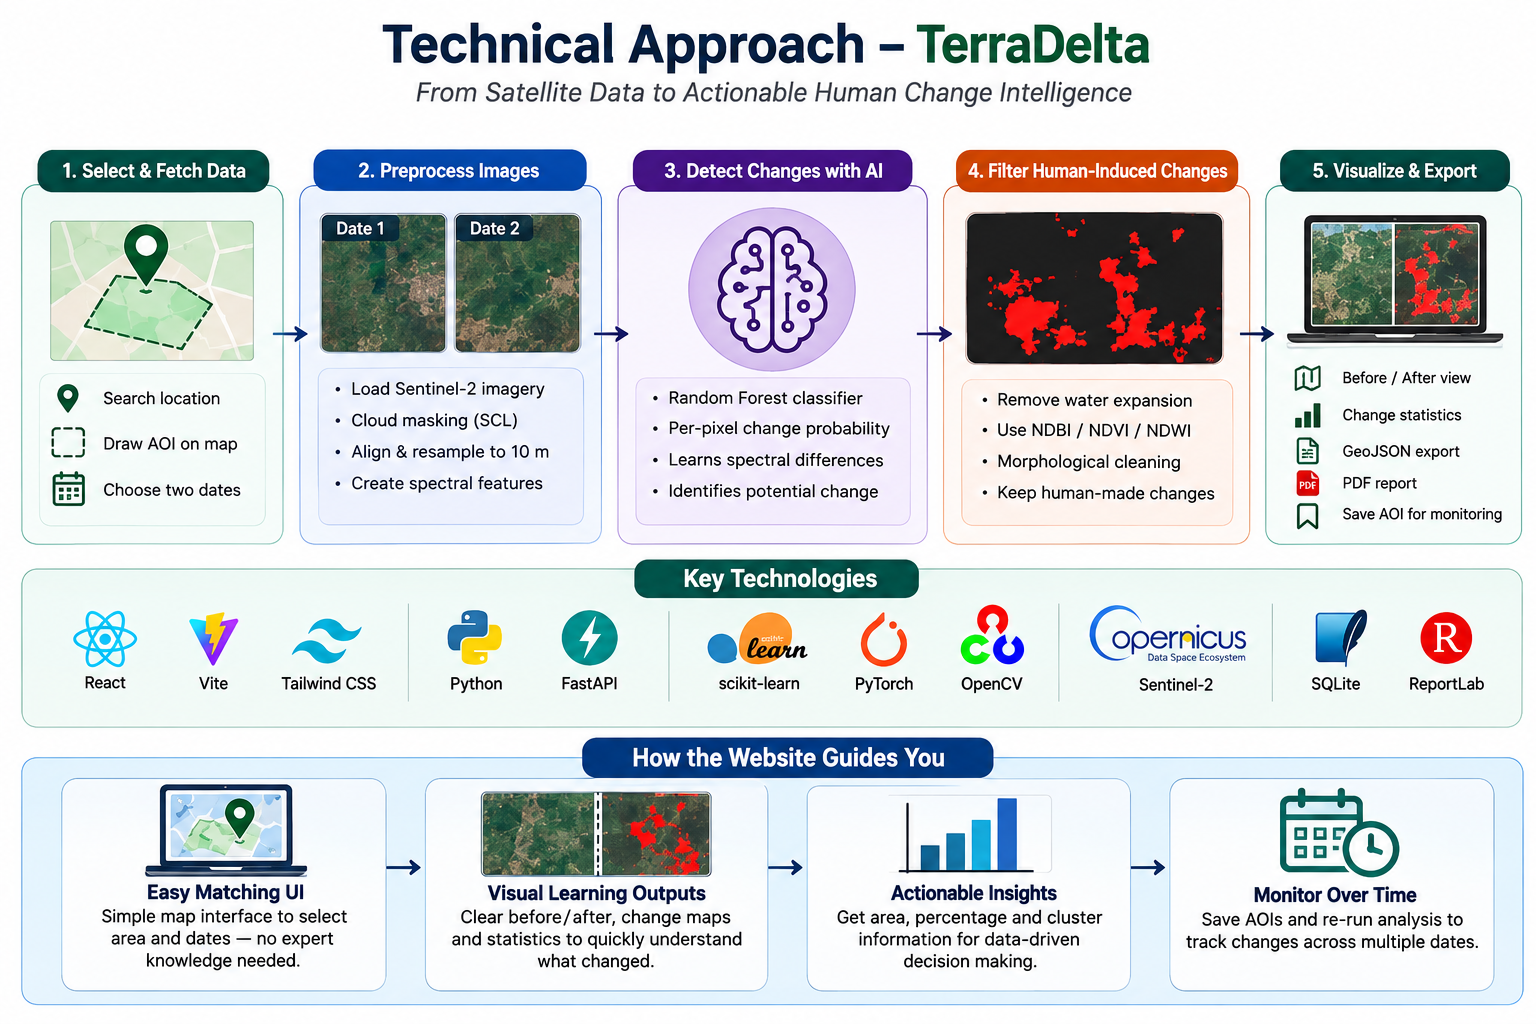 Technical Approach – TerraDelta
From Satellite Data to Actionable Human Change Intelligence
1. Select & Fetch Data
Search location
Draw AOI on map
Choose two dates
2. Preprocess Images
Date 1
Date 2
• Load Sentinel-2 imagery
• Cloud masking (SCL)
• Align & resample to 10 m
• Create spectral features
3. Detect Changes with AI
• Random Forest classifier
• Per-pixel change probability
• Learns spectral differences
• Identifies potential change
4. Filter Human-Induced Changes
• Remove water expansion
• Use NDBI / NDVI / NDWI
• Morphological cleaning
• Keep human-made changes
5. Visualize & Export
Before / After view
Change statistics
GeoJSON export
PDF
PDF report
Save AOI for monitoring
Key Technologies
React
Vite
Tailwind CSS
Python
FastAPI
learn
scikit-learn
PyTorch
OpenCV
Copernicus
Data Space Ecosystem
Sentinel-2
SQLite
R
ReportLab
How the Website Guides You
Easy Matching UI
Simple map interface to select
area and dates — no expert
knowledge needed.
Visual Learning Outputs
Clear before/after, change maps
and statistics to quickly understand
what changed.
Actionable Insights
Get area, percentage and cluster
information for data-driven
decision making.
Monitor Over Time
Save AOIs and re-run analysis to
track changes across multiple dates.